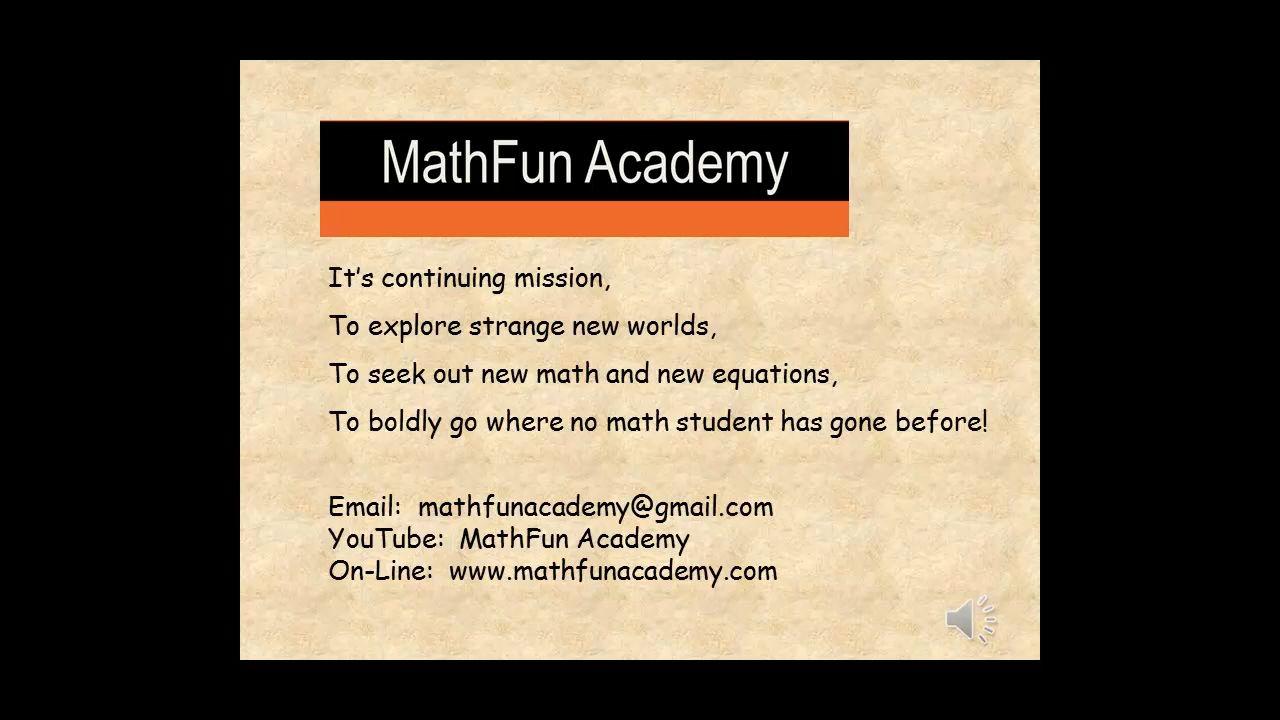 MathFun Academy
It's continuing mission,
To explore strange new worlds,
To seek out new math and new equations,
To boldly go where no math student has gone before!
Email:  mathfunacademy@gmail.com
YouTube:  MathFun Academy
On-Line:  www.mathfunacademy.com